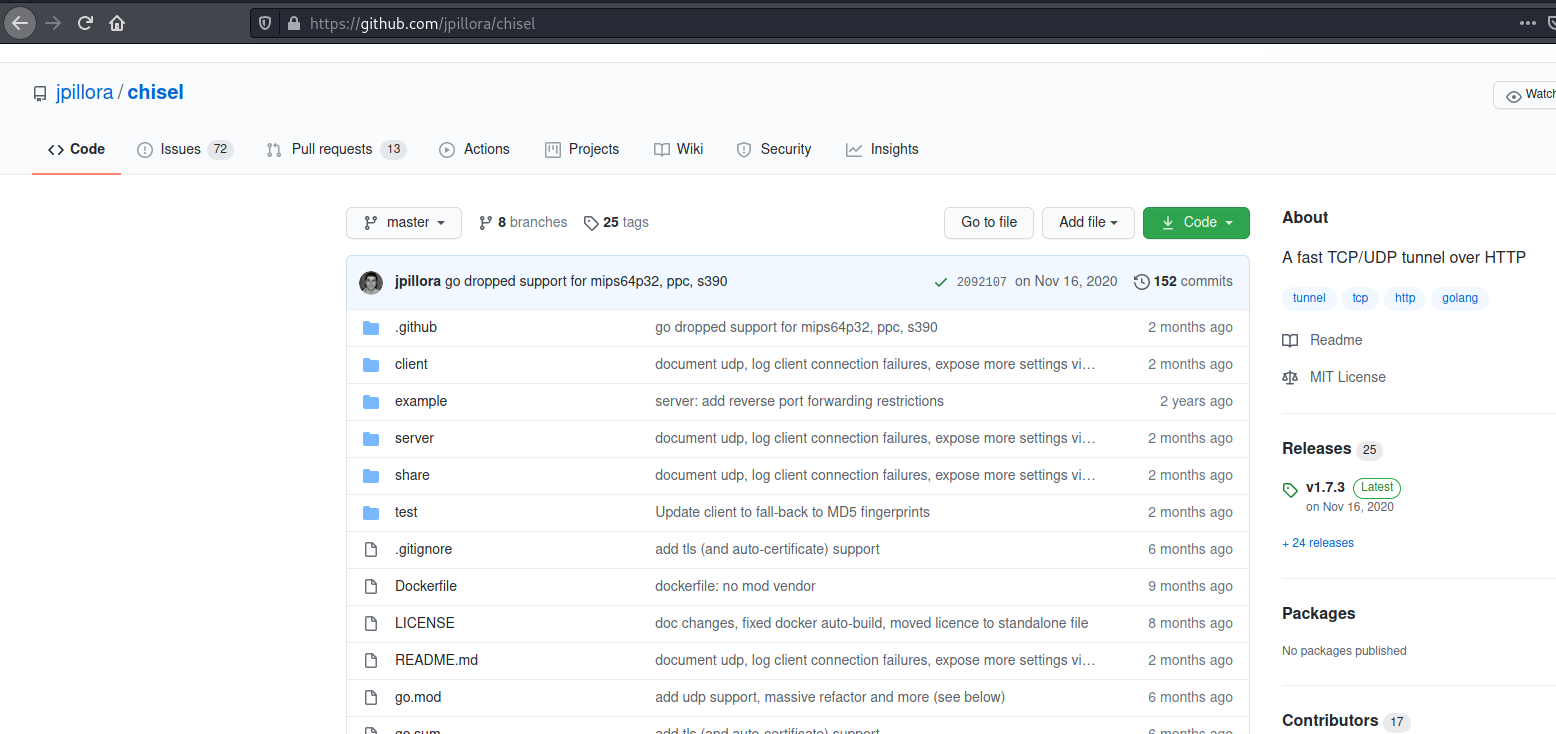 https://github.com/jpillora/chisel
jpillora / chisel
Watch
Code Issues 72 Pull requests 13 Actions Projects Wiki Security Insights
master 8 branches 25 tags Go to file Add file Code
jpillora go dropped support for mips64p32, ppc, s390 2092107 on Nov 16, 2020 152 commits
.github go dropped support for mips64p32, ppc, s390 2 months ago
client document udp, log client connection failures, expose more settings vi… 2 months ago
example server: add reverse port forwarding restrictions 2 years ago
server document udp, log client connection failures, expose more settings vi… 2 months ago
share document udp, log client connection failures, expose more settings vi… 2 months ago
test Update client to fall-back to MD5 fingerprints 2 months ago
.gitignore add tls (and auto-certificate) support 6 months ago
Dockerfile dockerfile: no mod vendor 9 months ago
LICENSE doc changes, fixed docker auto-build, moved licence to standalone file 8 months ago
README.md document udp, log client connection failures, expose more settings vi… 2 months ago
go.mod add udp support, massive refactor and more (see below) 6 months ago
go.sum add tls (and auto-certificate) support 6 months ago
About
A fast TCP/UDP tunnel over HTTP
tunnel tcp http golang
Readme
MIT License
Releases 25
v1.7.3 Latest
on Nov 16, 2020
+ 24 releases
Packages
No packages published
Contributors 17